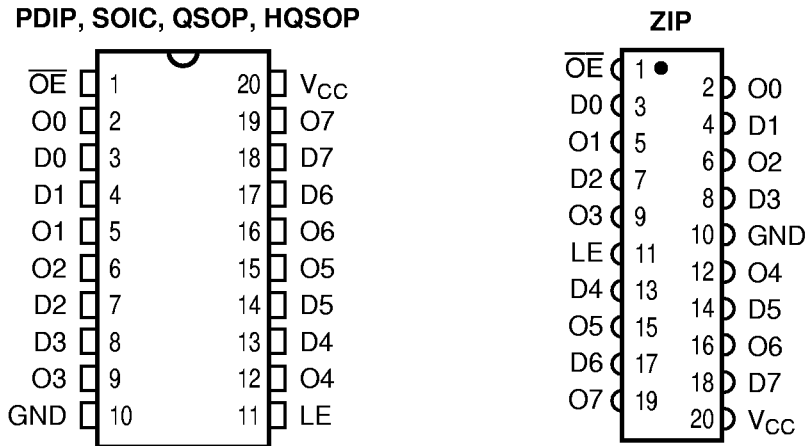 PDIP, SOIC, QSOP, HQSOP
OE 1 20 VCC
O0 2 19 O7
D0 3 18 D7
D1 4 17 D6
O1 5 16 O6
O2 6 15 O5
D2 7 14 D5
D3 8 13 D4
O3 9 12 O4
GND 10 11 LE
ZIP
OE 1
2 O0
D0 3
4 D1
O1 5
6 O2
D2 7
8 D3
O3 9
10 GND
LE 11
12 O4
D4 13
14 D5
O5 15
16 O6
D6 17
18 D7
O7 19
20 VCC